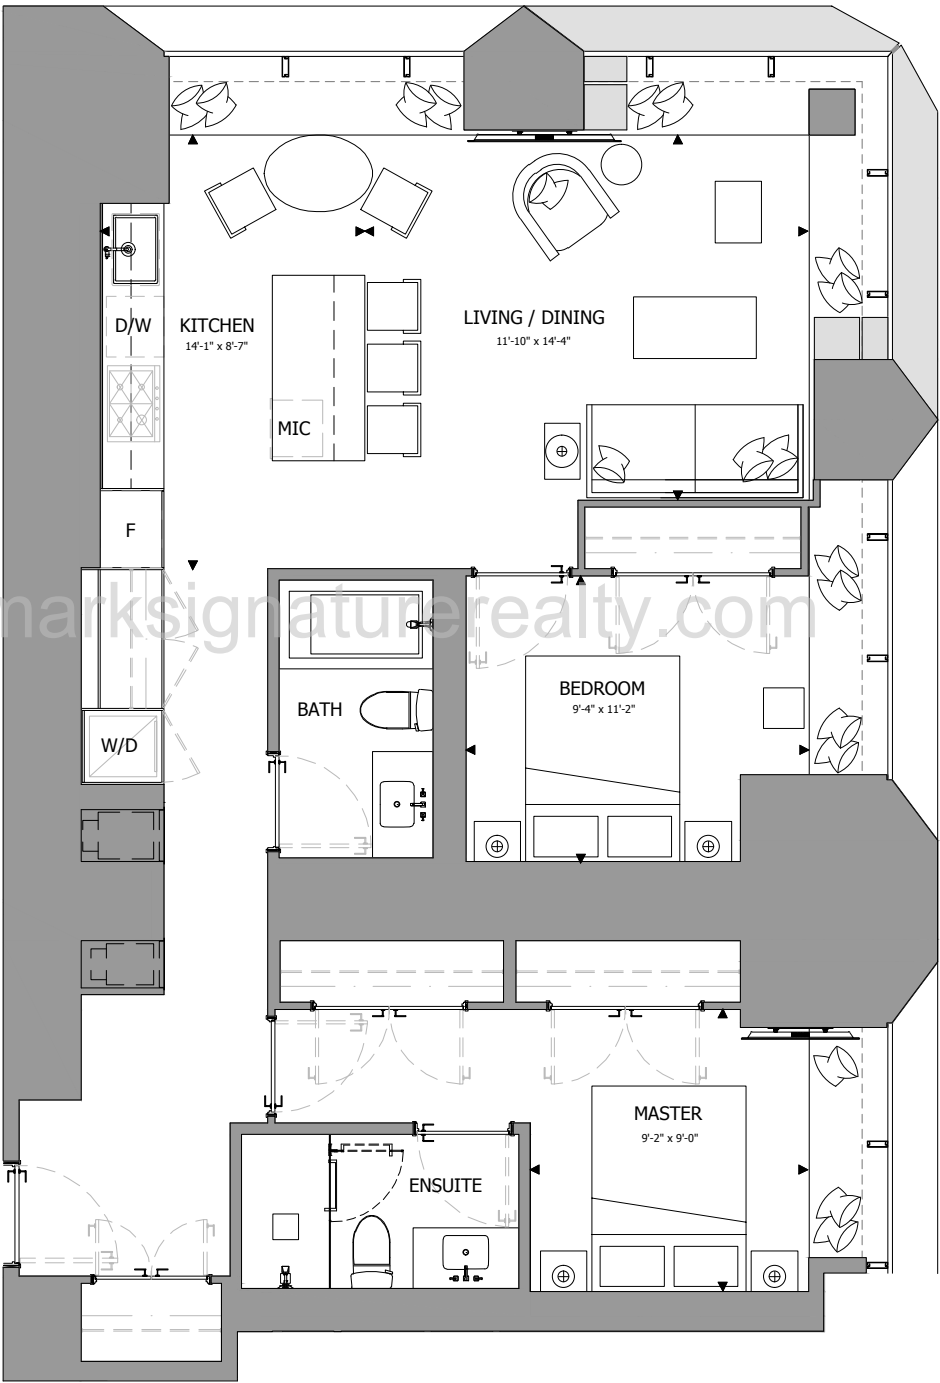 LIVING / DINING
11'-10" x 14'-4"
D/W
KITCHEN
14'-1" x 8'-7"
MIC
F
marksignaturerealty.com
BEDROOM
9'-4" x 11'-2"
BATH
W/D
MASTER
9'-2" x 9'-0"
ENSUITE